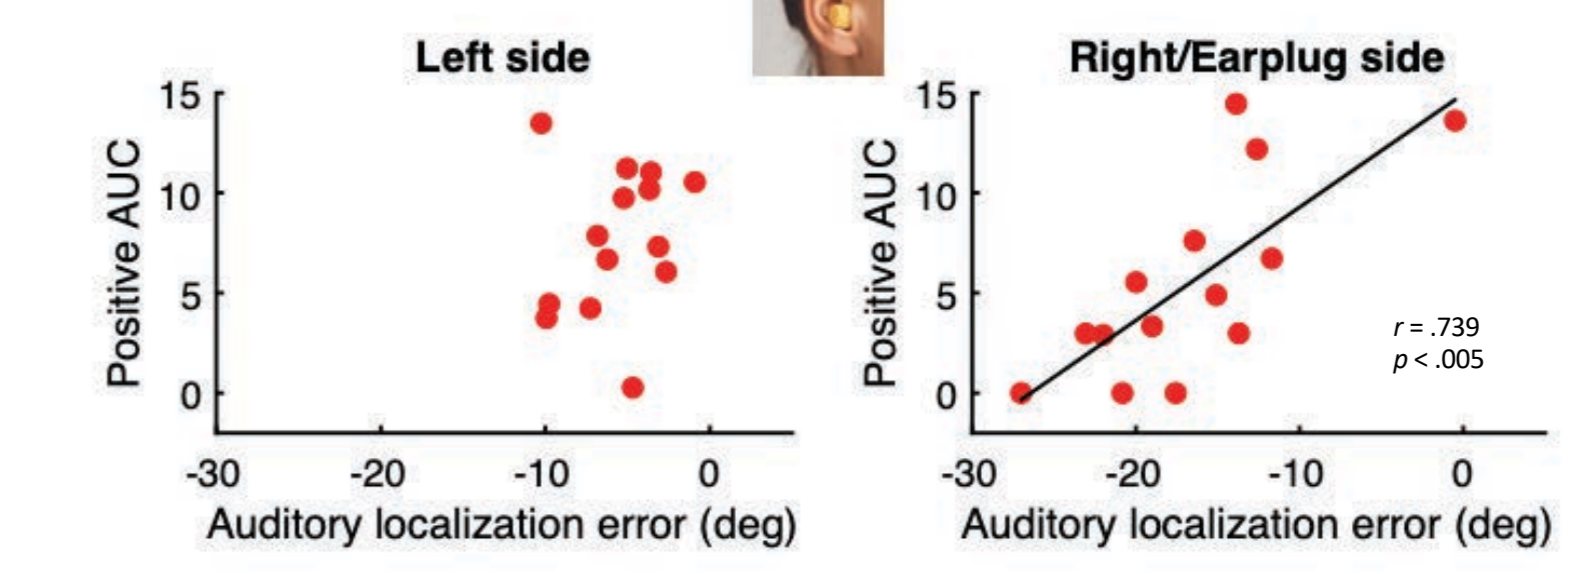 Left side
15
10
5
0
Positive AUC
-30 -20 -10 0
Auditory localization error (deg)
Right/Earplug side
15
10
5
0
Positive AUC
r = .739
p < .005
-30 -20 -10 0
Auditory localization error (deg)